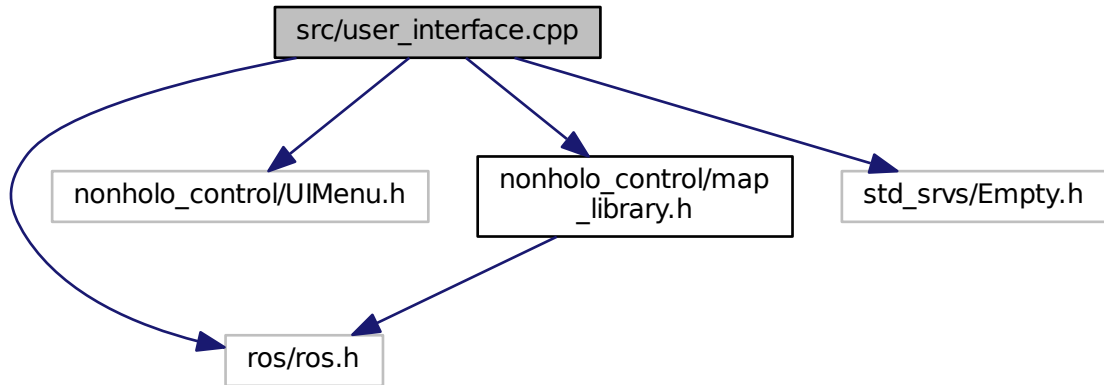 src/user_interface.cpp
nonholo_control/UIMenu.h
nonholo_control/map
_library.h
std_srvs/Empty.h
ros/ros.h